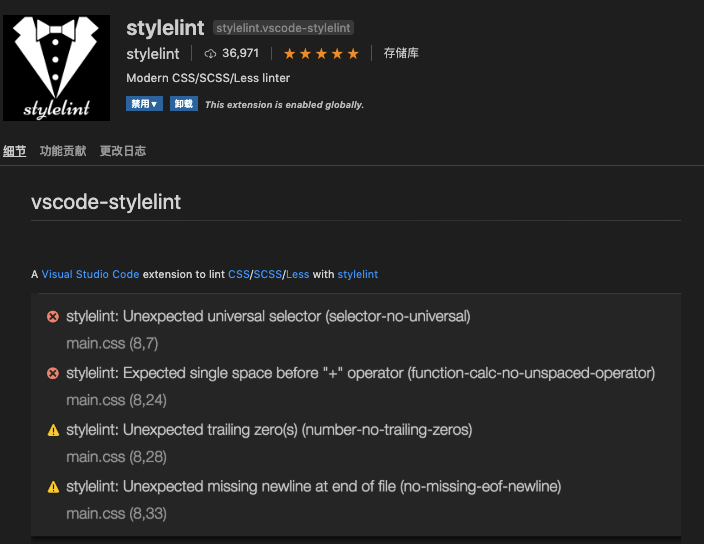 stylelint
stylelint stylelint.vscode-stylelint
stylelint 36,971 存储库
Modern CSS/SCSS/Less linter
禁用▾ 卸载 This extension is enabled globally.
细节 功能贡献 更改日志
vscode-stylelint
A Visual Studio Code extension to lint CSS/SCSS/Less with stylelint
stylelint: Unexpected universal selector (selector-no-universal)
main.css (8,7)
stylelint: Expected single space before "+" operator (function-calc-no-unspaced-operator)
main.css (8,24)
stylelint: Unexpected trailing zero(s) (number-no-trailing-zeros)
main.css (8,28)
stylelint: Unexpected missing newline at end of file (no-missing-eof-newline)
main.css (8,33)